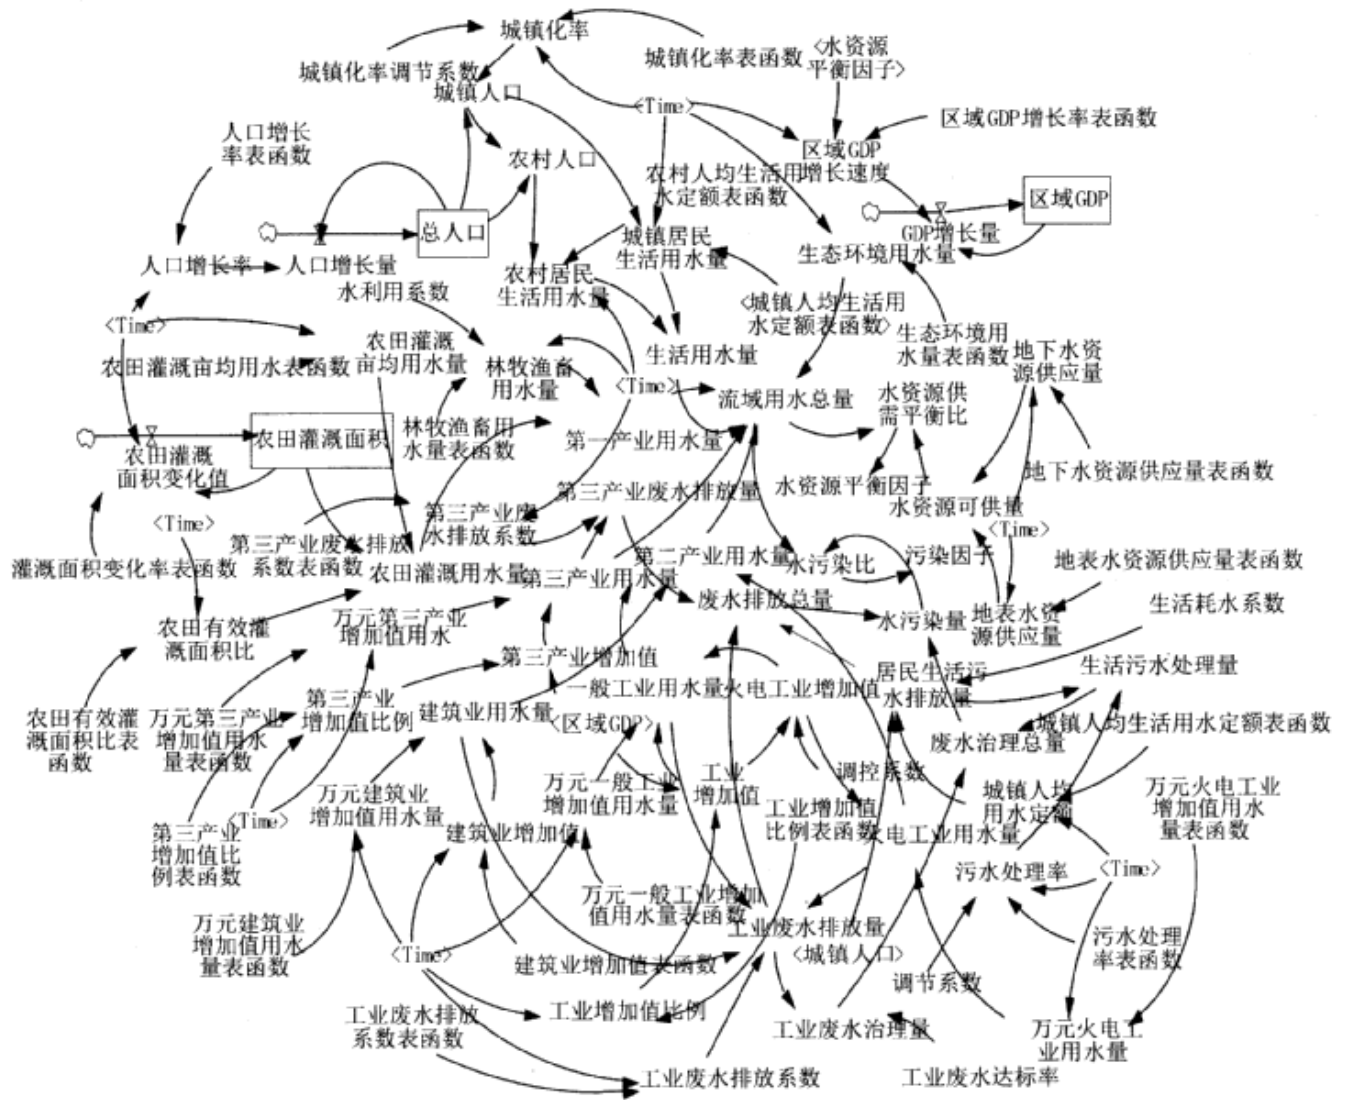 城镇化率
城镇化率表函数
<水资源
平衡因子>
城镇化率调节系数
城镇人口
<Time>
区域GDP增长率表函数
人口增长
率表函数
农村人口
区域GDP
增长速度
农村人均生活用
水定额表函数
区域GDP
总人口
GDP增长量
城镇居民
生活用水量
生态环境用水量
人口增长率
人口增长量
农村居民
生活用水量
水利用系数
<城镇人均生活用
水定额表函数>
<Time>
生态环境用
水量表函数
地下水资
源供应量
农田灌溉
亩均用水量
农田灌溉亩均用水表函数
林牧渔畜
用水量
生活用水量
<Time>
流域用水总量
水资源供
需平衡比
农田灌溉面积
林牧渔畜用
水量表函数
第一产业用水量
农田灌溉
面积变化值
地下水资源供应量表函数
水资源平衡因子
第三产业废水排放量
水资源可供量
<Time>
第三产业废
水排放系数
<Time>
第三产业废水排放
系数表函数
灌溉面积变化率表函数
农田灌溉用水量
第三产业用水量
第二产业用水量
水污染比
污染因子
地表水资源供应量表函数
废水排放总量
生活耗水系数
万元第三产业
增加值用水
水污染量
地表水资
源供应量
农田有效灌
溉面积比
第三产业增加值
居民生活污
水排放量
生活污水处理量
一般工业用水量
火电工业增加值
第三产业
增加值比例
建筑业用水量
<区域GDP>
农田有效灌
溉面积比表
函数
万元第三产业
增加值用水
量表函数
废水治理总量
城镇人均生活用水定额表函数
万元一般工业
增加值用水量
工业
增加值
调控系数
万元建筑业
增加值用水量
工业增加值
比例表函数
城镇人均
用水定额
万元火电工业
增加值用水
量表函数
<Time>
第三产业
增加值比
例表函数
建筑业增加值
火电工业用水量
污水处理率
<Time>
万元一般工业增加
值用水量表函数
万元建筑业
增加值用水
量表函数
工业废水排放量
<城镇人口>
污水处理
率表函数
<Time>
建筑业增加值表函数
调节系数
工业增加值比例
工业废水排放
系数表函数
工业废水治理量
万元火电工
业用水量
工业废水排放系数
工业废水达标率